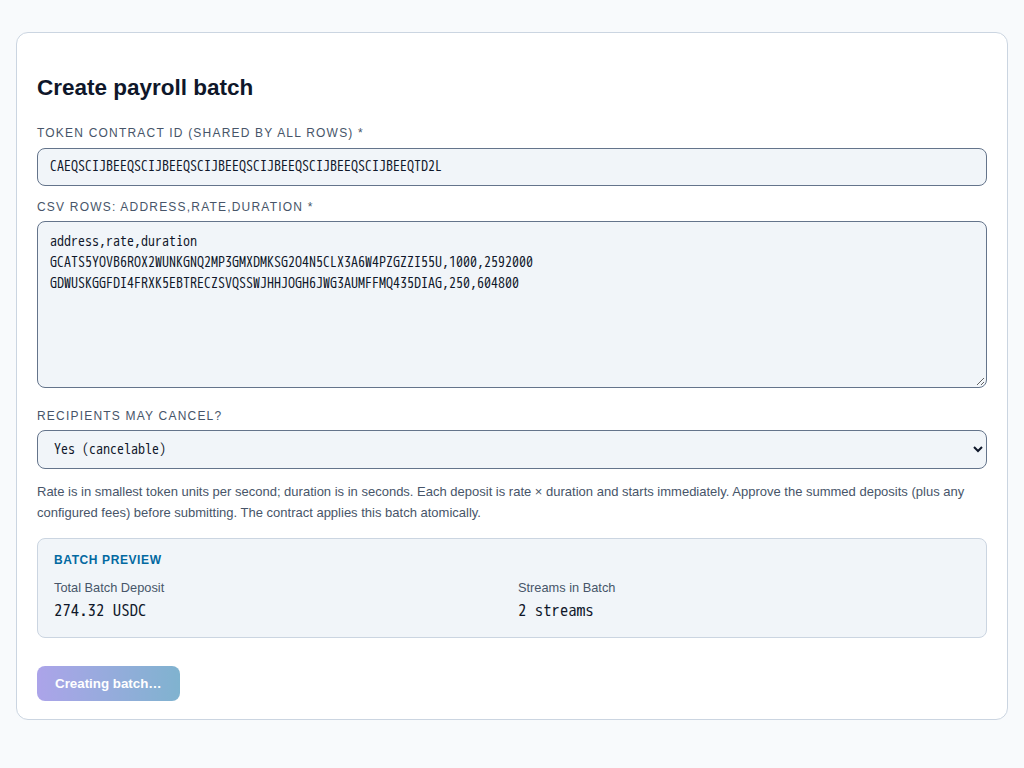 Create payroll batch
TOKEN CONTRACT ID (SHARED BY ALL ROWS) *
CAEQSCIJBEEQSCIJBEEQSCIJBEEQSCIJBEEQSCIJBEEQSCIJBEEQTD2L
CSV ROWS: ADDRESS,RATE,DURATION *
address,rate,duration
GCATS5YOVB6ROX2WUNKGNQ2MP3GMXDMKSG2O4N5CLX3A6W4PZGZZI55U,1000,2592000
GDWUSKGGFDI4FRXK5EBTRECZSVQSSWJHHJOGH6JWG3AUMFFMQ435DIAG,250,604800
RECIPIENTS MAY CANCEL?
Yes (cancelable)
Rate is in smallest token units per second; duration is in seconds. Each deposit is rate × duration and starts immediately. Approve the summed deposits (plus any
configured fees) before submitting. The contract applies this batch atomically.
BATCH PREVIEW
Total Batch Deposit
274.32 USDC
Streams in Batch
2 streams
Creating batch…